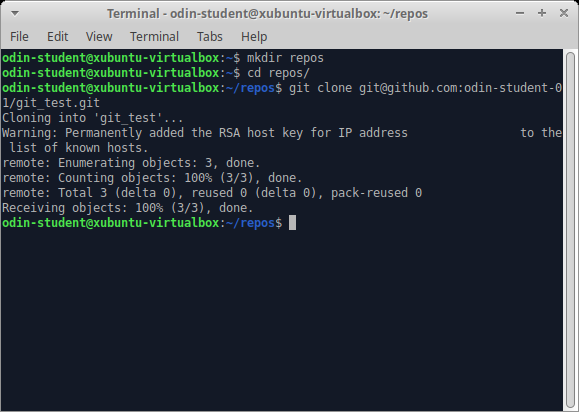 Terminal - odin-student@xubuntu-virtualbox: ~/repos
File Edit View Terminal Tabs Help
odin-student@xubuntu-virtualbox:~$ mkdir repos
odin-student@xubuntu-virtualbox:~$ cd repos/
odin-student@xubuntu-virtualbox:~/repos$ git clone git@github.com:odin-student-0
1/git_test.git
Cloning into 'git_test'...
Warning: Permanently added the RSA host key for IP address to the
list of known hosts.
remote: Enumerating objects: 3, done.
remote: Counting objects: 100% (3/3), done.
remote: Total 3 (delta 0), reused 0 (delta 0), pack-reused 0
Receiving objects: 100% (3/3), done.
odin-student@xubuntu-virtualbox:~/repos$